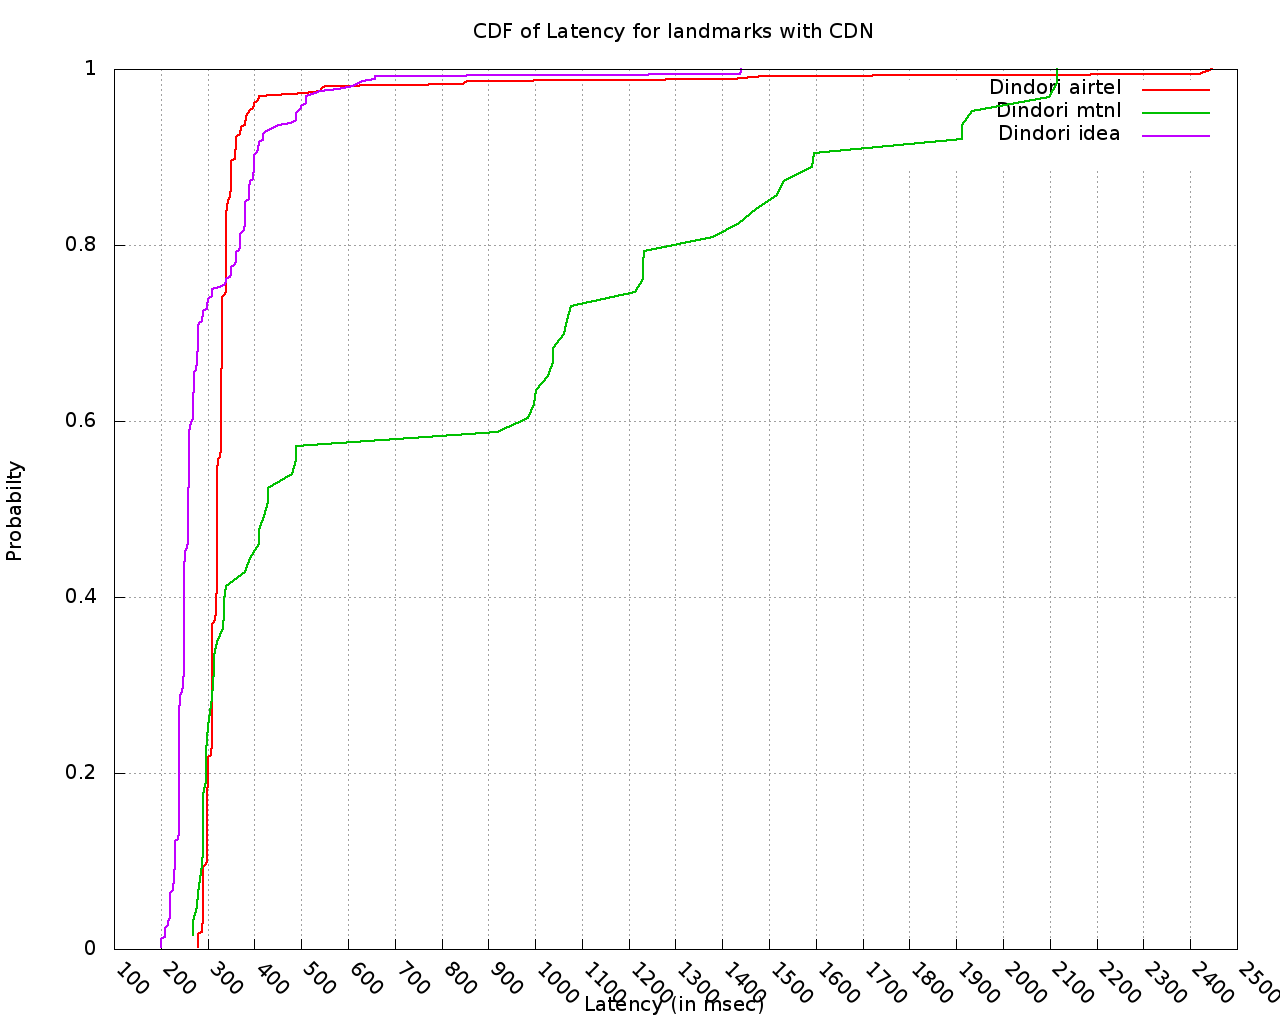 CDF of Latency for landmarks with CDN
Probabilty
1
0.8
0.6
0.4
0.2
0
Dindori airtel
Dindori mtnl
Dindori idea
100 200 300 400 500 600 700 800 900 1000 1100 1200 1300 1400 1500 1600 1700 1800 1900 2000 2100 2200 2300 2400 2500
Latency (in msec)